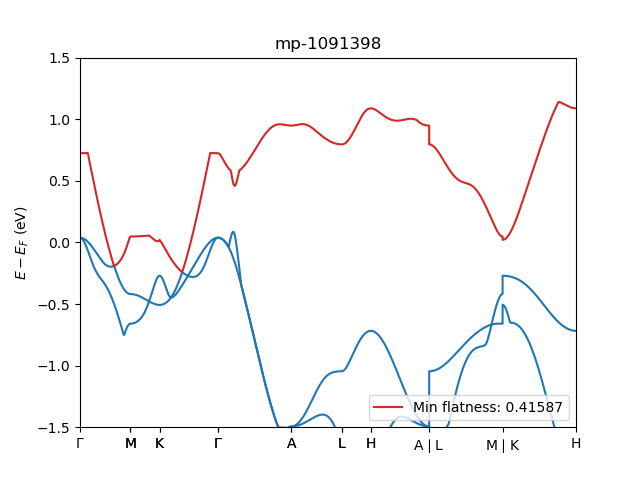 mp-1091398
E − E_F (eV)
1.5
1.0
0.5
0.0
−0.5
−1.0
−1.5
Min flatness: 0.41587
Γ M K Γ A L H A | L M | K H